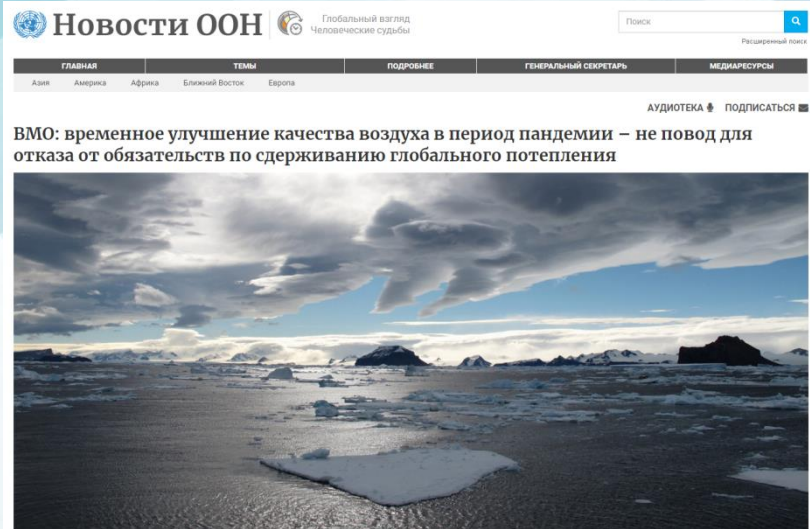 Новости ООН
Глобальный взгляд
Человеческие судьбы
Поиск
Расширенный поиск
ГЛАВНАЯ ТЕМЫ ПОДРОБНЕЕ ГЕНЕРАЛЬНЫЙ СЕКРЕТАРЬ МЕДИАРЕСУРСЫ
Азия Америка Африка Ближний Восток Европа
АУДИОТЕКА ПОДПИСАТЬСЯ
ВМО: временное улучшение качества воздуха в период пандемии – не повод для
отказа от обязательств по сдерживанию глобального потепления